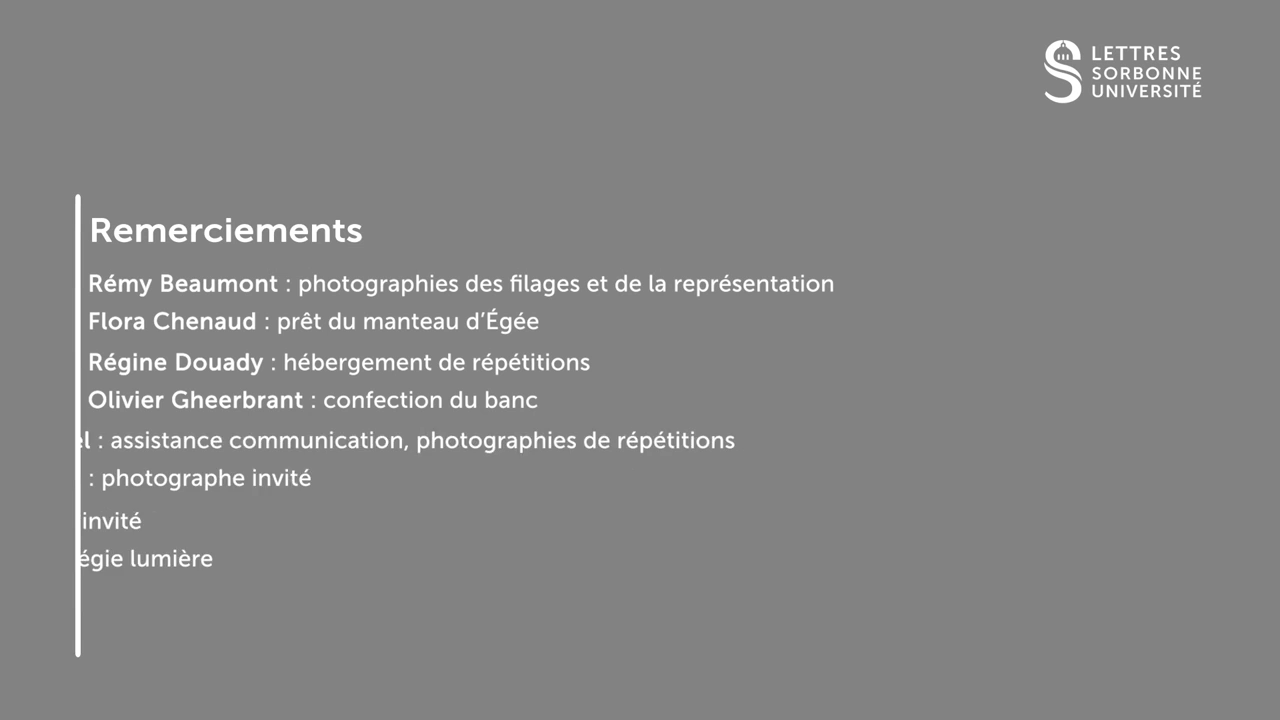 LETTRES
SORBONNE
UNIVERSITÉ
Remerciements
Rémy Beaumont : photographies des filages et de la représentation
Flora Chenaud : prêt du manteau d’Égée
Régine Douady : hébergement de répétitions
Olivier Gheerbrant : confection du banc
: assistance communication, photographies de répétitions
: photographe invité
invité
égie lumière